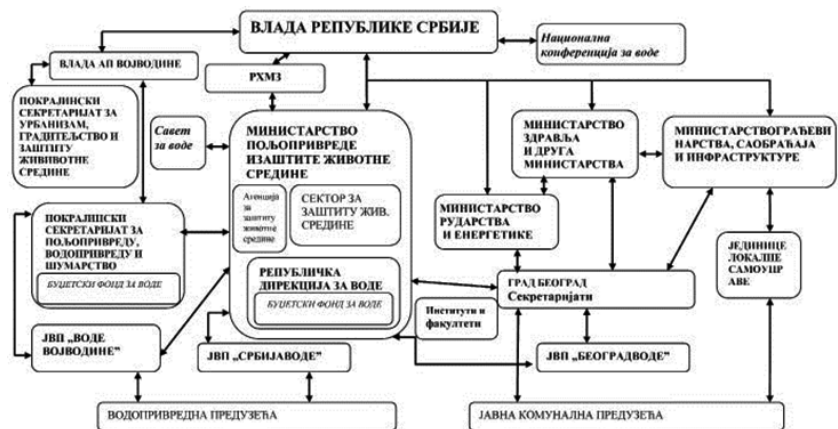 ВЛАДА РЕПУБЛИКЕ СРБИЈЕ
Национална
конференција за воде
ВЛАДА АП ВОЈВОДИНЕ
РХМЗ
ПОКРАЈИНСКИ
СЕКРЕТАРИЈАТ ЗА
УРБАНИЗАМ,
ГРАДИТЕЉСТВО И
ЗАШТИТУ
ЖИВИВОТНЕ
СРЕДИНЕ
Савет
за воде
МИНИСТАРСТВО
ПОЉОПРИВРЕДЕ
ИЗАШТИТЕ ЖИВОТНЕ
СРЕДИНЕ
Агенција
за
заштиту
животне
средине
СЕКТОР ЗА
ЗАШТИТУ ЖИВ.
СРЕДИНЕ
РЕПУБЛИЧКА
ДИРЕКЦИЈА ЗА ВОДЕ
БУЏЕТСКИ ФОНД ЗА ВОДЕ
МИНИСТАРСТВО
ЗДРАВЉА
И ДРУГА
МИНИСТАРСТВА
МИНИСТАРСТВОГРАЂЕВИ
НАРСТВА, САОБРАЋАЈА
И ИНФРАСТРУКТУРЕ
МИНИСТАРСТВО
РУДАРСТВА
И ЕНЕРГЕТИКЕ
ПОКРАЈИНСКИ
СЕКРЕТАРИЈАТ ЗА
ПОЉОПРИВРЕДУ,
ВОДОПРИВРЕДУ И
ШУМАРСТВО
БУЏЕТСКИ ФОНД ЗА ВОДЕ
ЈЕДИНИЦЕ
ЛОКАЛНЕ
САМОУПР
АВЕ
ГРАД БЕОГРАД
Секретаријати
Институти и
факултети
ЈВП „ВОДЕ
ВОЈВОДИНЕ”
ЈВП „СРБИЈАВОДЕ”
ЈВП „БЕОГРАДВОДЕ”
ВОДОПРИВРЕДНА ПРЕДУЗЕЋА
ЈАВНА КОМУНАЛНА ПРЕДУЗЕЋА